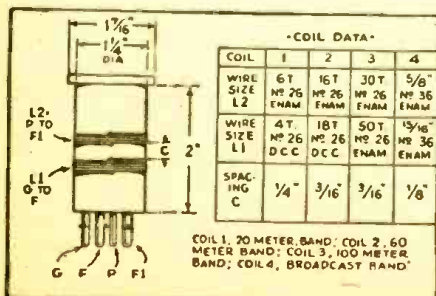 1 7/16"
1 1/4"
DIA
L2-
P TO
F1
L1
G TO
F
C
2"
G F P F1
-COIL DATA-
COIL 1 2 3 4
WIRE SIZE L2 6T Nº 26 ENAM 16T Nº 26 ENAM 30T Nº 26 ENAM 5/8" Nº 36 ENAM
WIRE SIZE L1 4T. Nº 26 D.C.C 18T Nº 26 D.C.C 50T Nº 26 ENAM 15/16" Nº 36 ENAM
SPAC-ING C 1/4" 3/16" 3/16" 1/8"
COIL 1, 20 METER BAND; COIL 2, 60
METER BAND; COIL 3, 100 METER
BAND; COIL 4, BROADCAST BAND